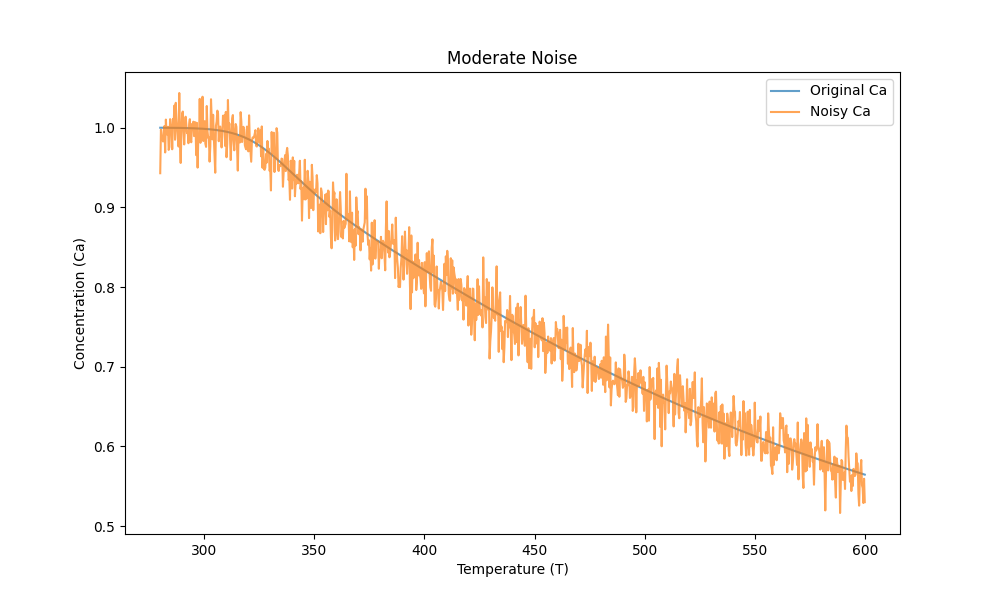 Moderate Noise
Original Ca
Noisy Ca
Concentration (Ca)
1.0
0.9
0.8
0.7
0.6
0.5
300
350
400
450
500
550
600
Temperature (T)